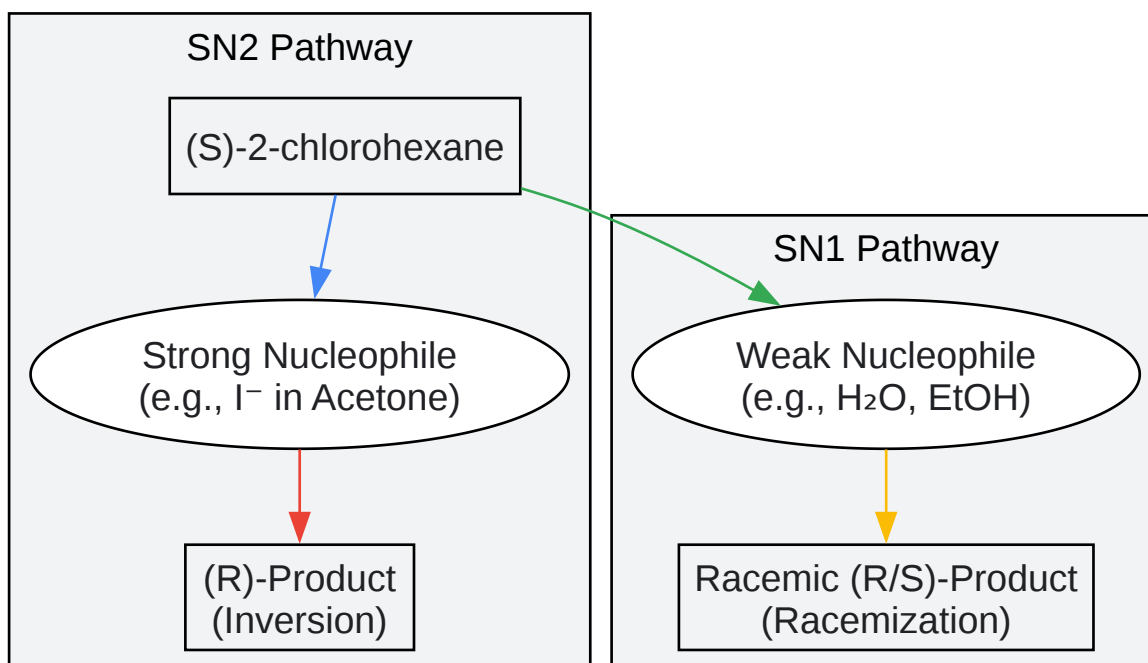 SN2 Pathway
(S)-2-chlorohexane
Strong Nucleophile
(e.g., I⁻ in Acetone)
(R)-Product
(Inversion)
SN1 Pathway
Weak Nucleophile
(e.g., H₂O, EtOH)
Racemic (R/S)-Product
(Racemization)